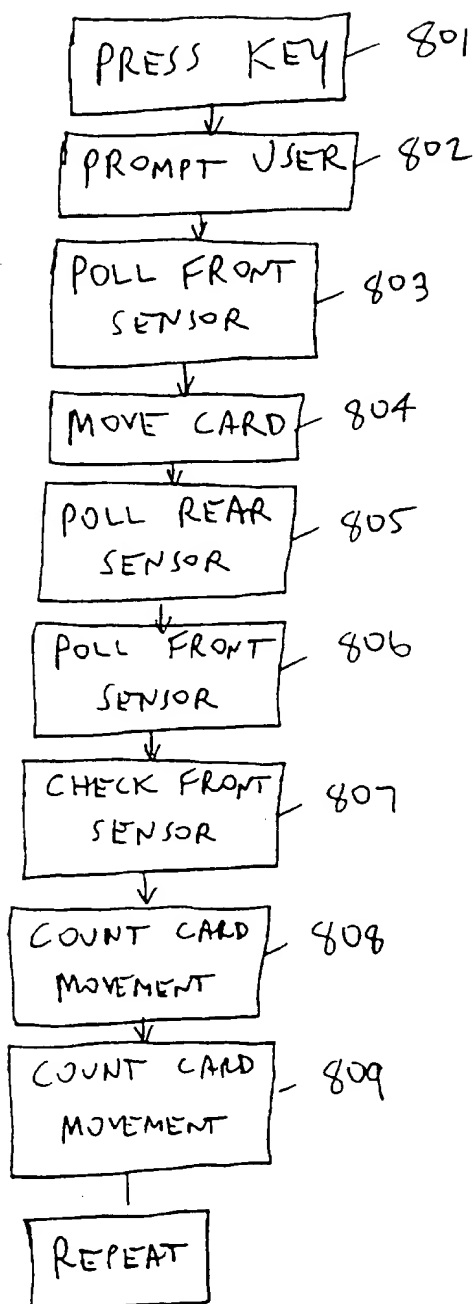 PRESS KEY 801
PROMPT USER 802
POLL FRONT
SENSOR 803
MOVE CARD 804
POLL REAR
SENSOR 805
POLL FRONT
SENSOR 806
CHECK FRONT
SENSOR 807
COUNT CARD
MOVEMENT 808
COUNT CARD
MOVEMENT 809
REPEAT